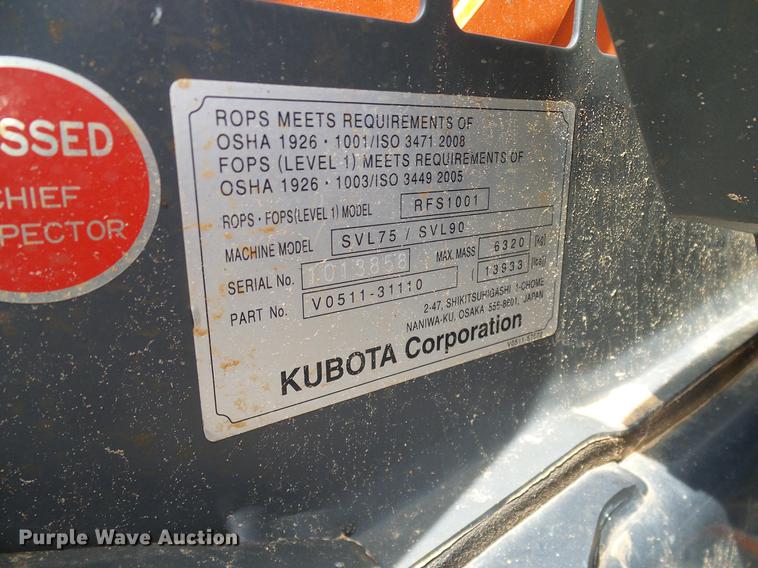 SSED
CHIEF
PECTOR
ROPS MEETS REQUIREMENTS OF
OSHA 1926 · 1001/ISO 3471 2008
FOPS (LEVEL 1) MEETS REQUIREMENTS OF
OSHA 1926 · 1003/ISO 3449 2005
ROPS · FOPS(LEVEL 1) MODEL RFS1001
MACHINE MODEL SVL75 / SVL90
SERIAL No. 1013858 MAX. MASS 6320 [kg]
PART No. V0511-31110 ( 13933 [lbs])
2-47, SHIKITSUHIGASHI 1-CHOME
NANIWA-KU, OSAKA 556-8601, JAPAN
KUBOTA Corporation
Purple Wave Auction